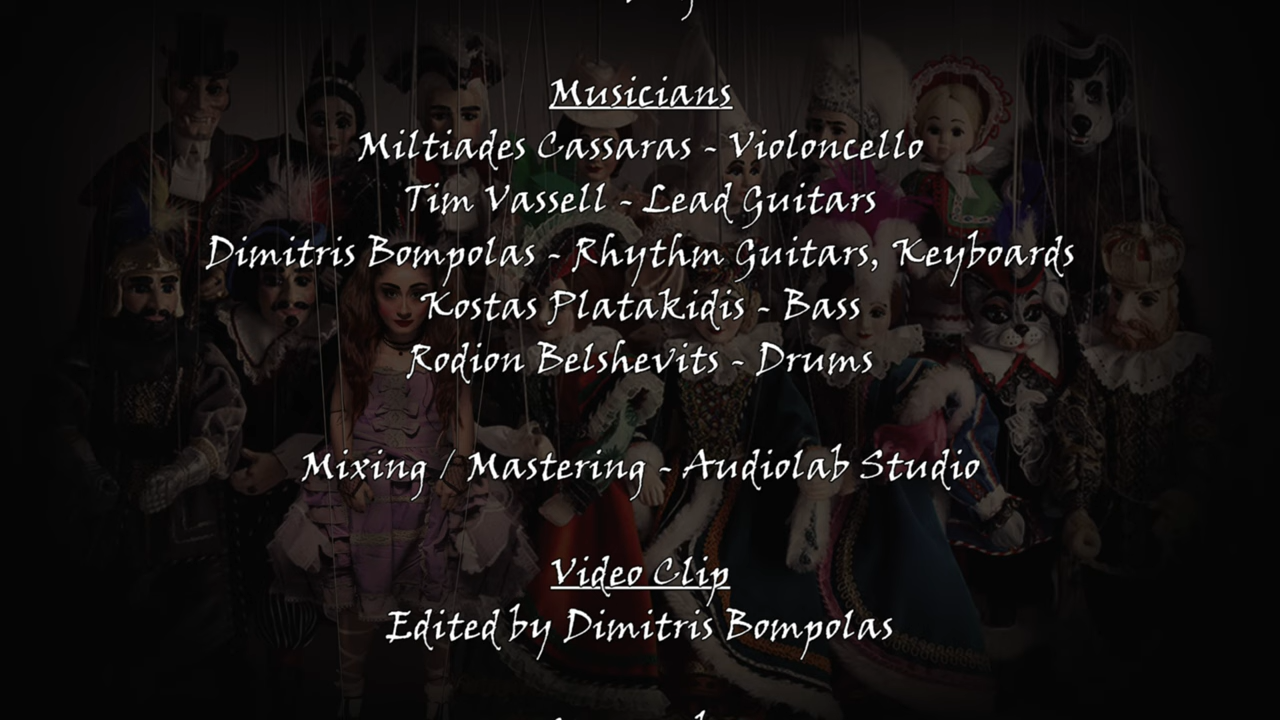 Musicians
Miltiades Cassaras - Violoncello
Tim Vassell - Lead Guitars
Dimitris Bompolas - Rhythm Guitars, Keyboards
Kostas Platakidis - Bass
Rodion Belshevits - Drums
Mixing / Mastering - Audiolab Studio
Video Clip
Edited by Dimitris Bompolas